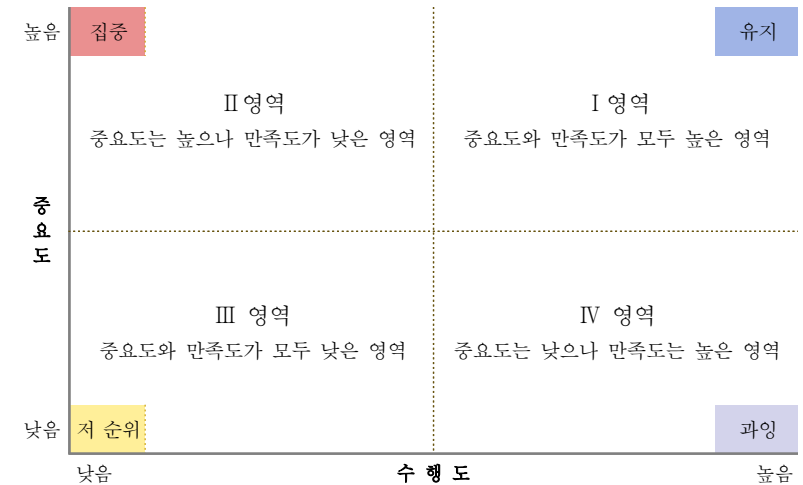 높음 집중 유지
Ⅱ영역 Ⅰ영역
중요도는 높으나 만족도가 낮은 영역 중요도와 만족도가 모두 높은 영역
중
요
도
Ⅲ 영역 Ⅳ 영역
중요도와 만족도가 모두 낮은 영역 중요도는 낮으나 만족도는 높은 영역
낮음 저 순위 과잉
낮음 수 행 도 높음